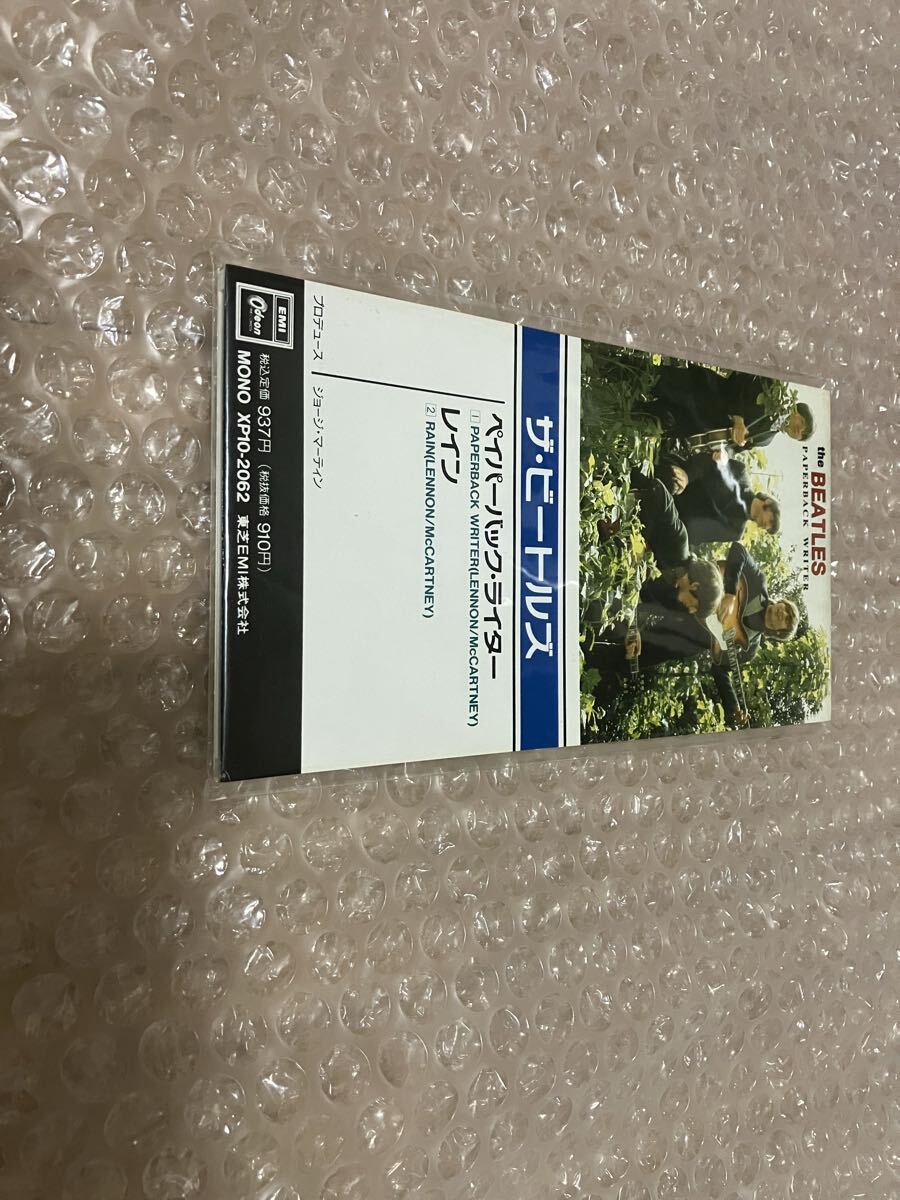 the BEATLES
PAPERBACK WRITER
ザ・ビートルズ
ペイパーバック・ライター
1 PAPERBACK WRITER(LENNON/McCARTNEY)
レイン
2 RAIN(LENNON/McCARTNEY)
プロデュース ジョージ・マーティン
EMI
Odeon
税込定価 937円 (税抜価格 910円)
MONO XP10-2062 東芝EMI株式会社